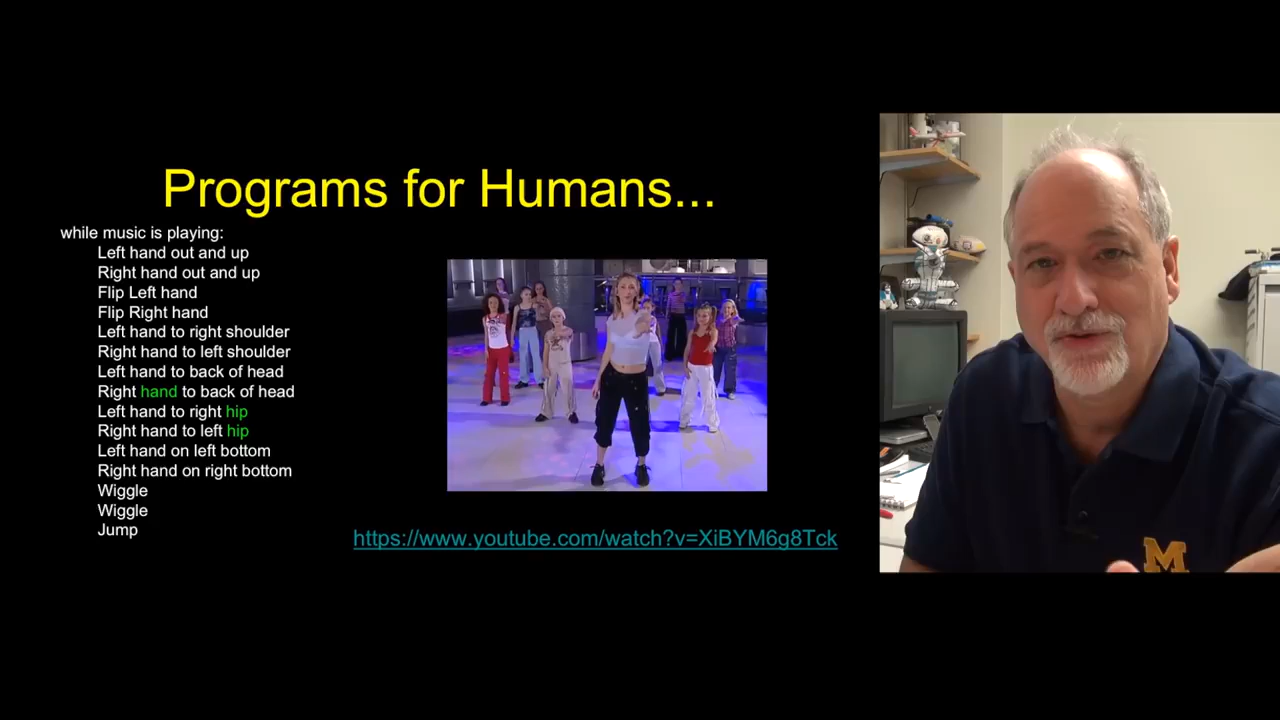 Programs for Humans...
while music is playing:
Left hand out and up
Right hand out and up
Flip Left hand
Flip Right hand
Left hand to right shoulder
Right hand to left shoulder
Left hand to back of head
Right hand to back of head
Left hand to right hip
Right hand to left hip
Left hand on left bottom
Right hand on right bottom
Wiggle
Wiggle
Jump
https://www.youtube.com/watch?v=XiBYM6g8Tck
M